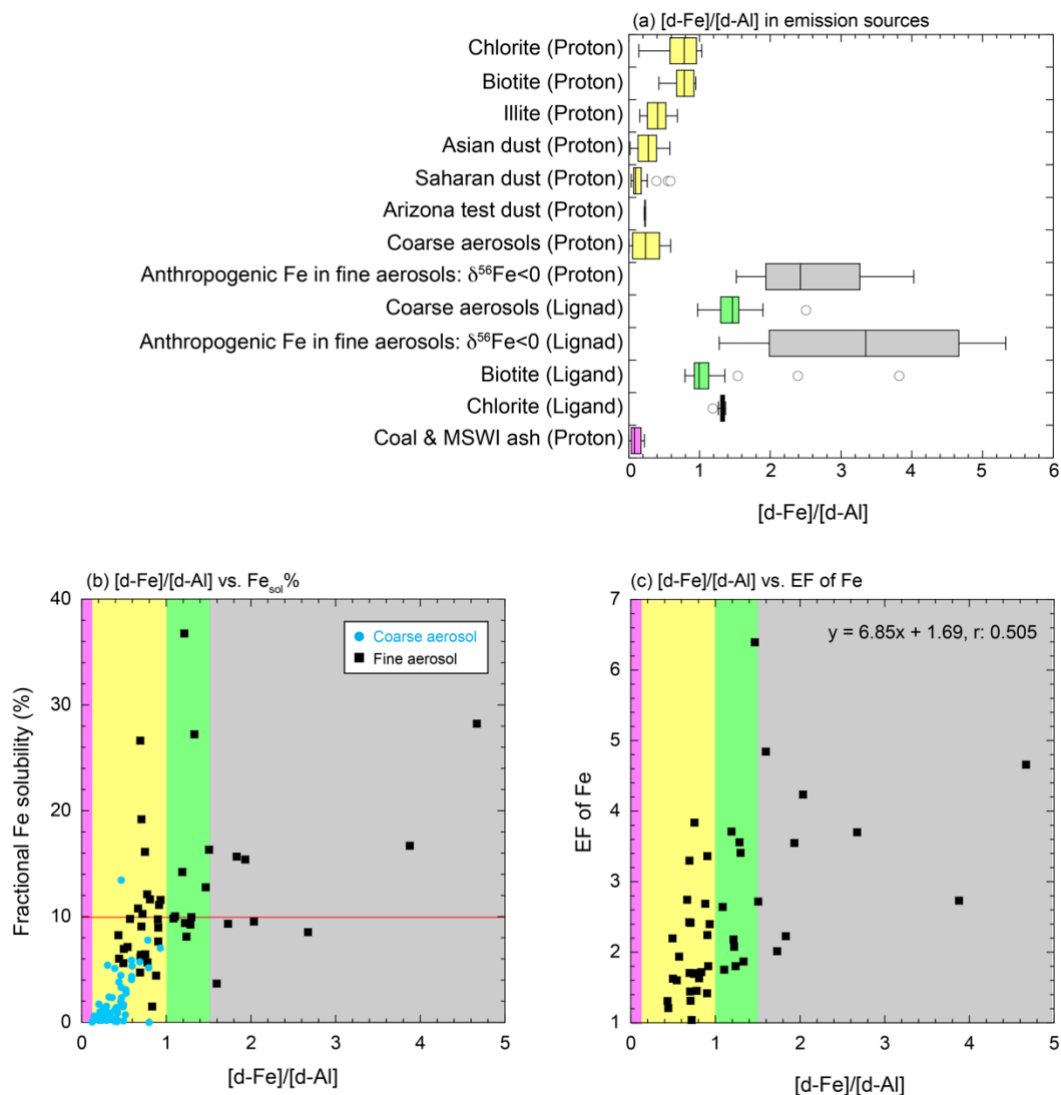 (a) [d-Fe]/[d-Al] in emission sources
Chlorite (Proton)
Biotite (Proton)
Illite (Proton)
Asian dust (Proton)
Saharan dust (Proton)
Arizona test dust (Proton)
Coarse aerosols (Proton)
Anthropogenic Fe in fine aerosols: δ⁵⁶Fe<0 (Proton)
Coarse aerosols (Lignad)
Anthropogenic Fe in fine aerosols: δ⁵⁶Fe<0 (Lignad)
Biotite (Ligand)
Chlorite (Ligand)
Coal & MSWI ash (Proton)
0 1 2 3 4 5 6
[d-Fe]/[d-Al]
(b) [d-Fe]/[d-Al] vs. Feₛₒₗ%
40
30
20
10
0
Fractional Fe solubility (%)
Coarse aerosol
Fine aerosol
0 1 2 3 4 5
[d-Fe]/[d-Al]
(c) [d-Fe]/[d-Al] vs. EF of Fe
y = 6.85x + 1.69, r: 0.505
7
6
5
4
3
2
1
EF of Fe
0 1 2 3 4 5
[d-Fe]/[d-Al]